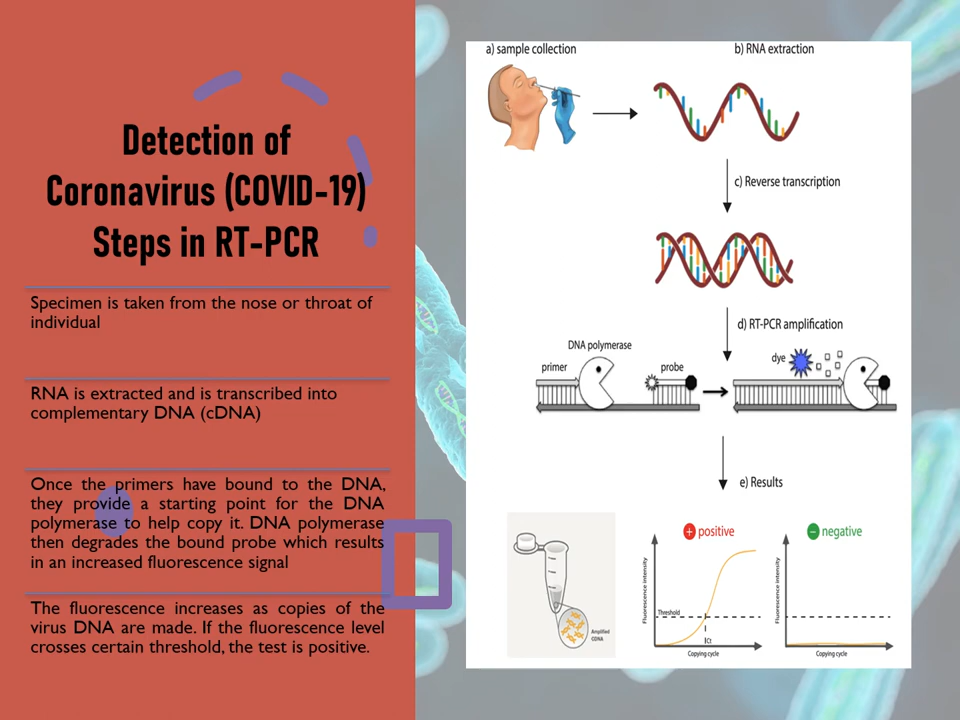 Detection of
Coronavirus (COVID-19)
Steps in RT-PCR
Specimen is taken from the nose or throat of
individual
RNA is extracted and is transcribed into
complementary DNA (cDNA)
Once the primers have bound to the DNA,
they provide a starting point for the DNA
polymerase to help copy it. DNA polymerase
then degrades the bound probe which results
in an increased fluorescence signal
The fluorescence increases as copies of the
virus DNA are made. If the fluorescence level
crosses certain threshold, the test is positive.
a) sample collection
b) RNA extraction
c) Reverse transcription
d) RT-PCR amplification
DNA polymerase
primer
probe
dye
e) Results
Amplified
CDNA
+ positive
Fluorescence intensity
Threshold
Ct
Copying cycle
– negative
Fluorescence intensity
Copying cycle